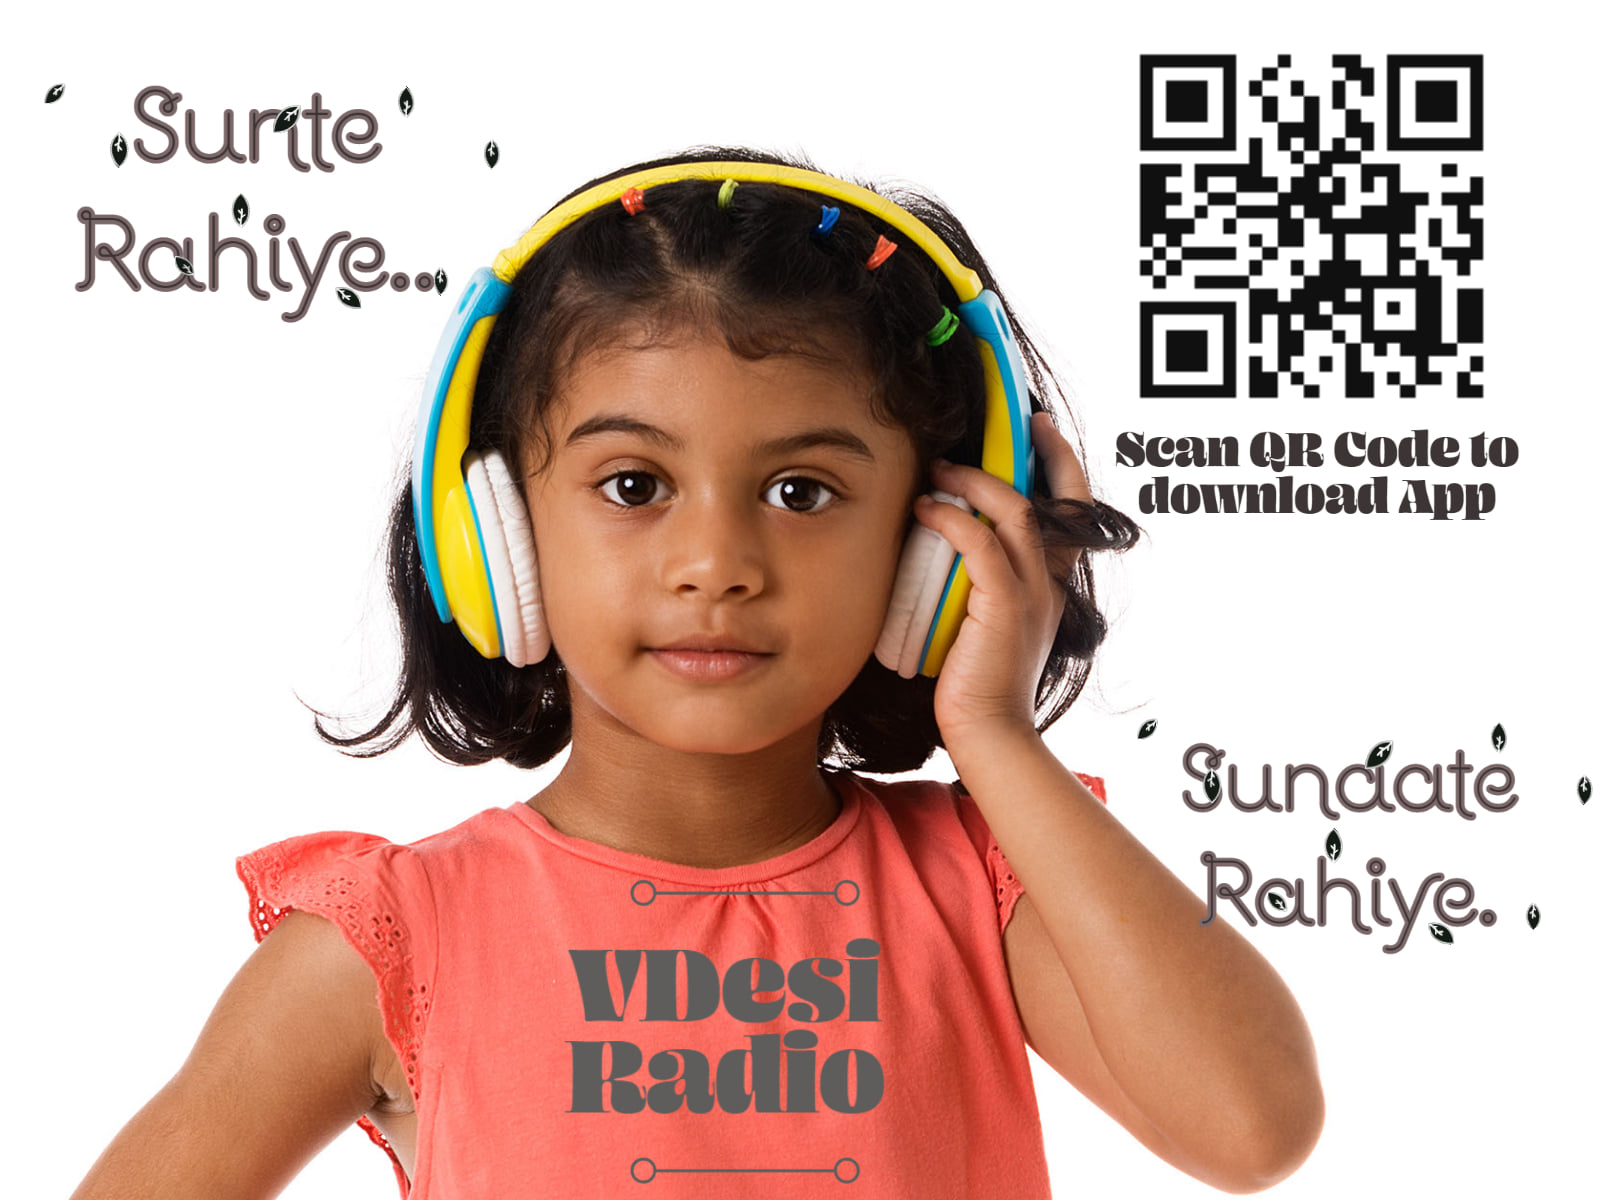 Sunte
Rahiye..
Scan QR Code to
download App
Sunaate
Rahiye.
VDesi
Radio